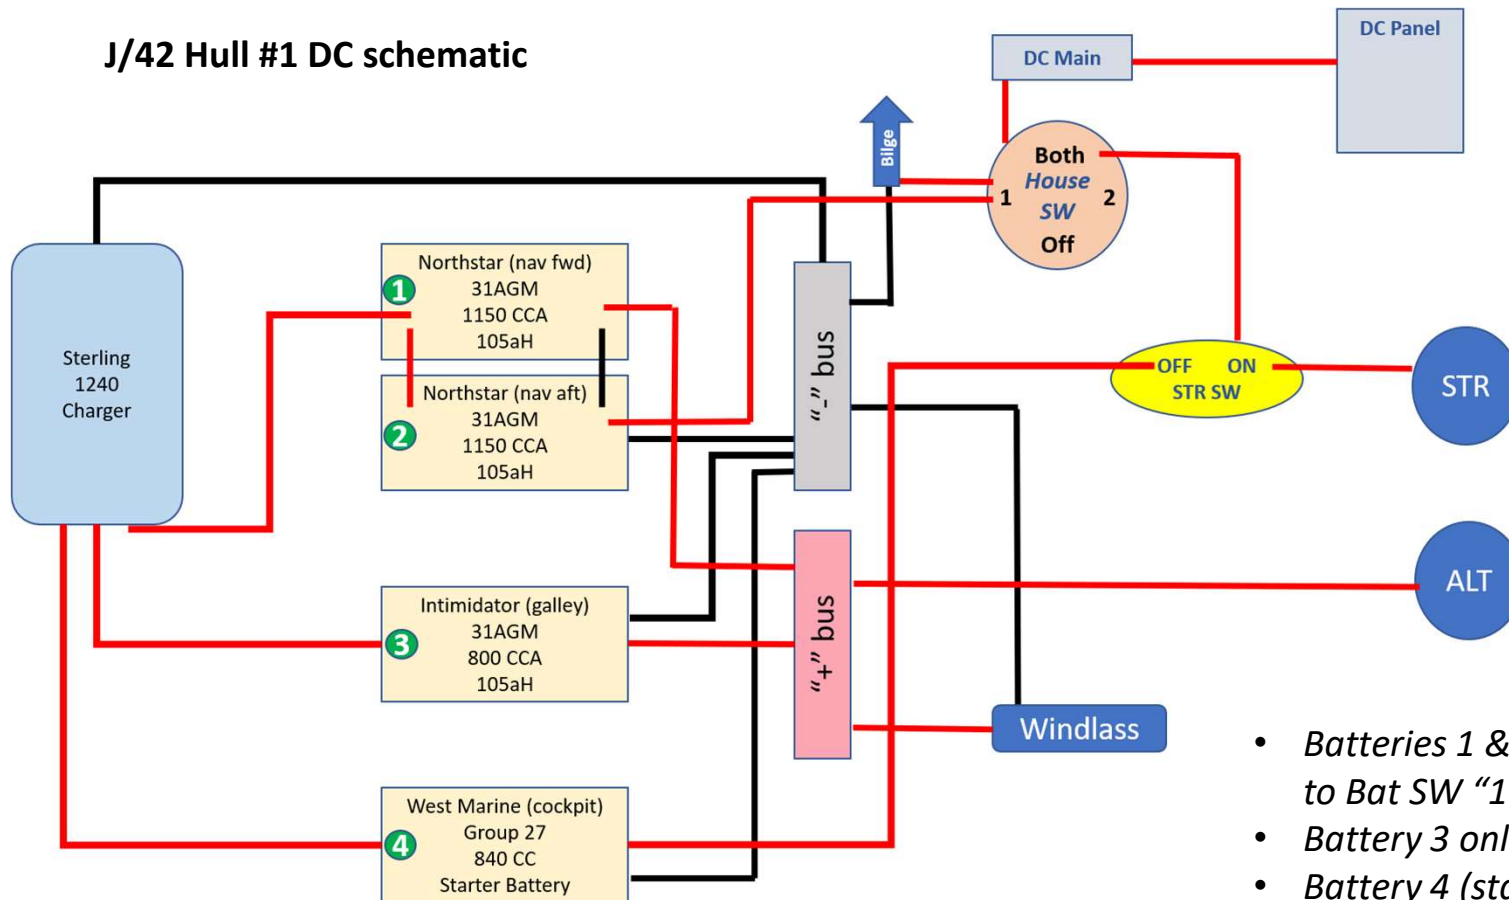 J/42 Hull #1 DC schematic
DC Main
DC Panel
Bilge
Both
House
1
SW
2
Off
Sterling
1240
Charger
1
Northstar (nav fwd)
31AGM
1150 CCA
105aH
2
Northstar (nav aft)
31AGM
1150 CCA
105aH
"-" bus
OFF ON
STR SW
STR
ALT
3
Intimidator (galley)
31AGM
800 CCA
105aH
"+" bus
Windlass
4
West Marine (cockpit)
Group 27
840 CC
Starter Battery
• Batteries 1 &
to Bat SW “1
• Battery 3 onl
• Battery 4 (sta